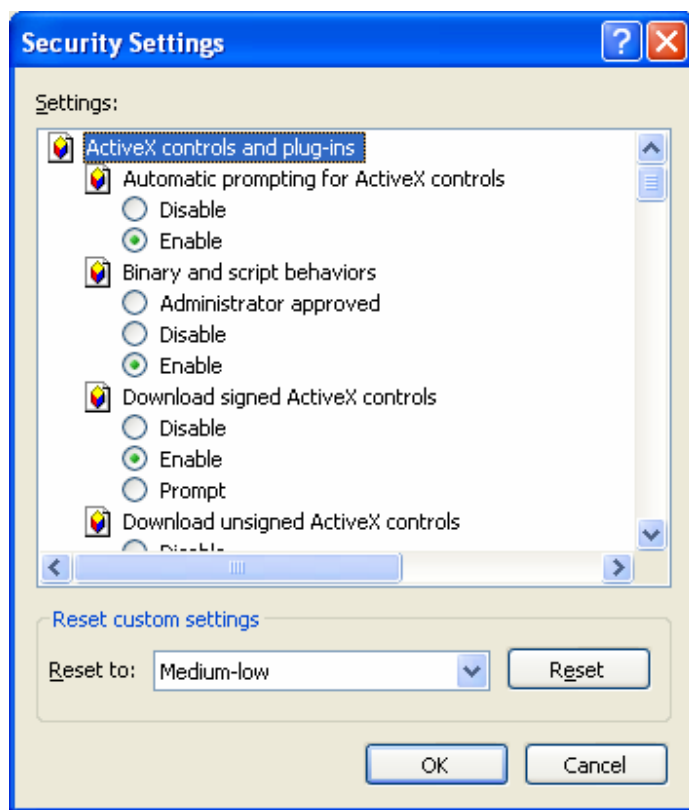 Security Settings
Settings:
ActiveX controls and plug-ins
Automatic prompting for ActiveX controls
Disable
Enable
Binary and script behaviors
Administrator approved
Disable
Enable
Download signed ActiveX controls
Disable
Enable
Prompt
Download unsigned ActiveX controls
Disable
Reset custom settings
Reset to: Medium-low Reset
OK Cancel